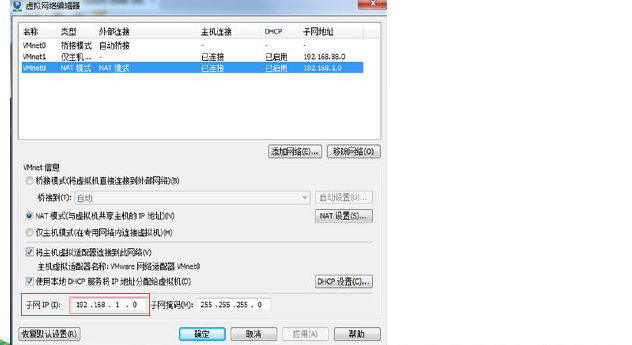 虚拟网络编辑器
名称 类型 外部连接 主机连接 DHCP 子网地址
VMnet0 桥接模式 自动桥接 - - -
VMnet1 仅主机... - 已连接 已启用 192.168.88.0
VMnet8 NAT 模式 NAT 模式 已连接 已启用 192.168.1.0
添加网络(E)... 移除网络(O)
VMnet 信息
桥接模式(将虚拟机直接连接到外部网络)(B)
桥接到(T): 自动 自动设置(U)...
NAT 模式(与虚拟机共享主机的 IP 地址)(N) NAT 设置(S)...
仅主机模式(在专用网络内连接虚拟机)(H)
将主机虚拟适配器连接到此网络(V)
主机虚拟适配器名称: VMware 网络适配器 VMnet8
使用本地 DHCP 服务将 IP 地址分配给虚拟机(D) DHCP 设置(C)...
子网 IP (I): 192 .168 . 1 . 0 子网掩码(M): 255 .255 .255 . 0
恢复默认设置(R) 确定 取消 应用(A) 帮助